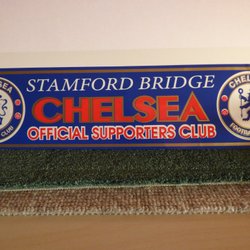 STAMFORD BRIDGE
CHELSEA
OFFICIAL SUPPORTERS CLUB